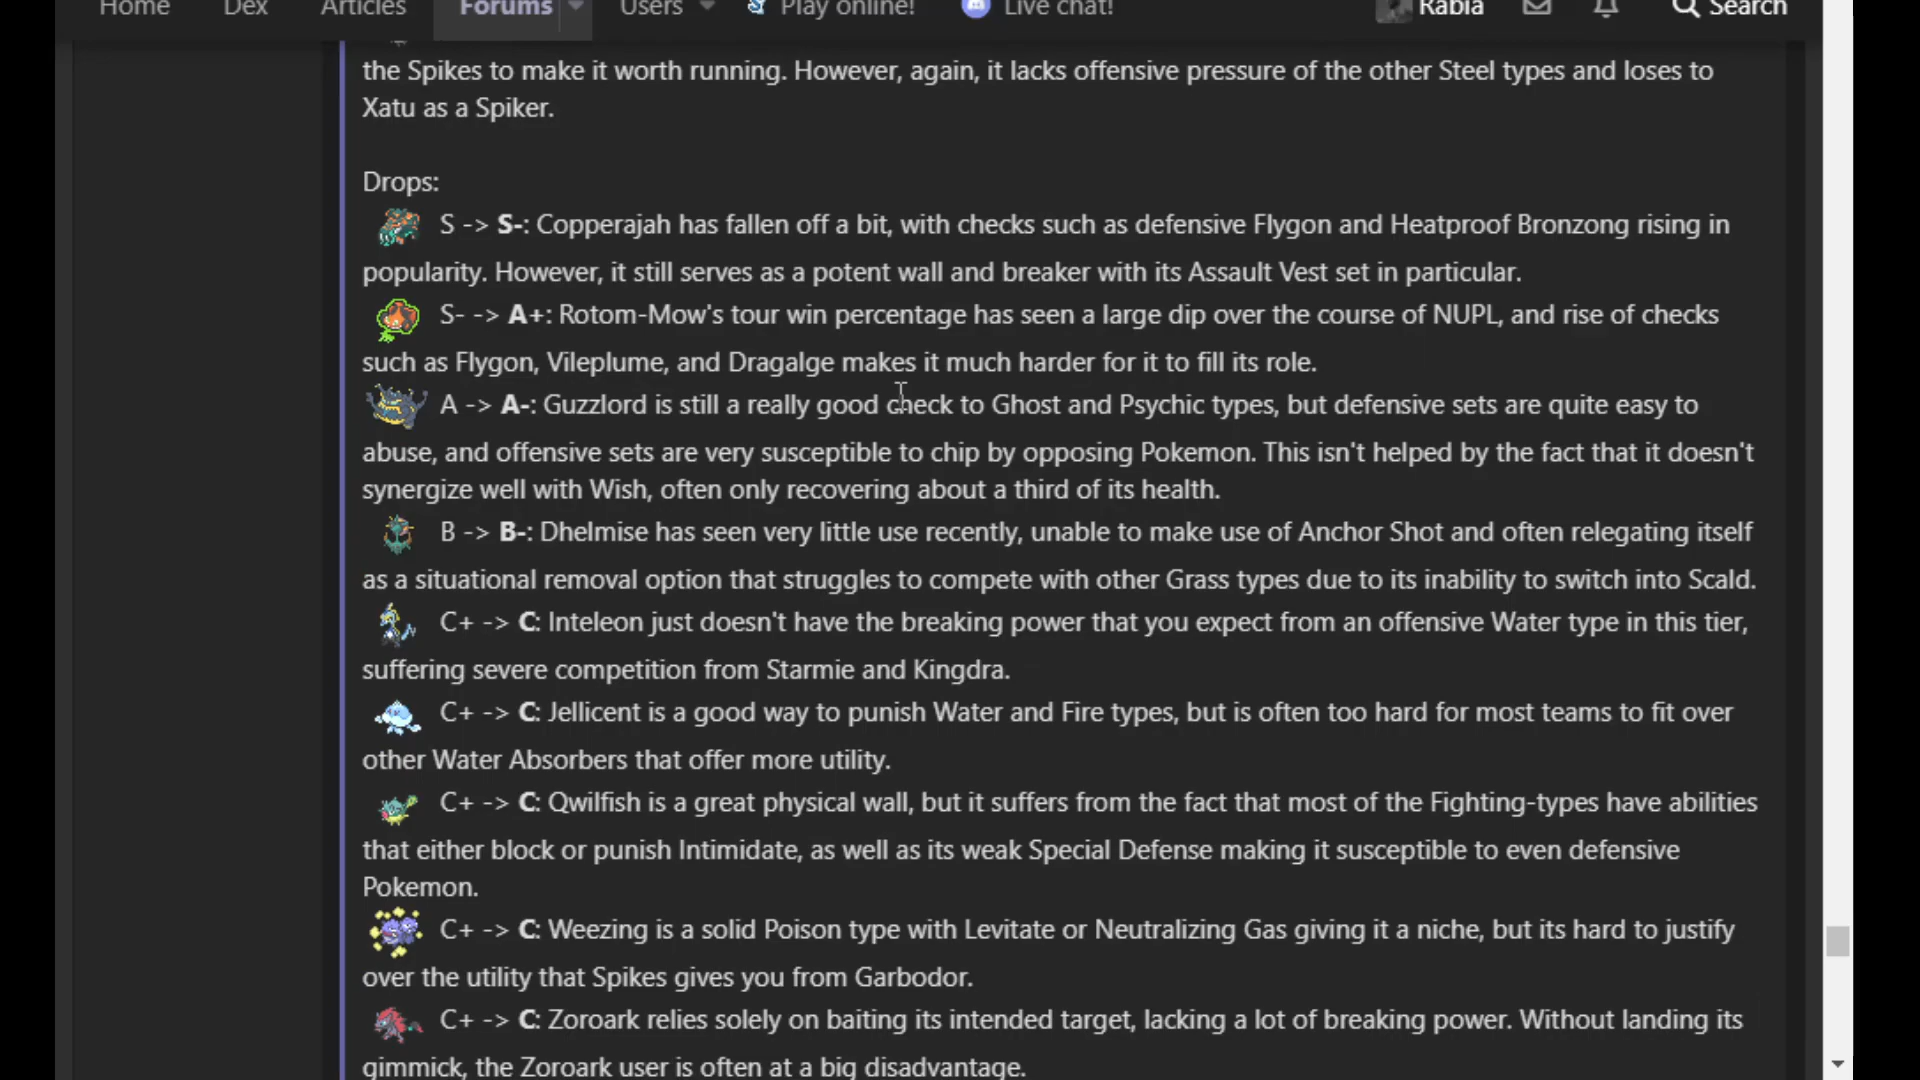 Home Dex Articles Forums Users Play online! Live chat! Rabia Search
the Spikes to make it worth running. However, again, it lacks offensive pressure of the other Steel types and loses to
Xatu as a Spiker.
Drops:
S -> S-: Copperajah has fallen off a bit, with checks such as defensive Flygon and Heatproof Bronzong rising in
popularity. However, it still serves as a potent wall and breaker with its Assault Vest set in particular.
S- -> A+: Rotom-Mow's tour win percentage has seen a large dip over the course of NUPL, and rise of checks
such as Flygon, Vileplume, and Dragalge makes it much harder for it to fill its role.
A -> A-: Guzzlord is still a really good check to Ghost and Psychic types, but defensive sets are quite easy to
abuse, and offensive sets are very susceptible to chip by opposing Pokemon. This isn't helped by the fact that it doesn't
synergize well with Wish, often only recovering about a third of its health.
B -> B-: Dhelmise has seen very little use recently, unable to make use of Anchor Shot and often relegating itself
as a situational removal option that struggles to compete with other Grass types due to its inability to switch into Scald.
C+ -> C: Inteleon just doesn't have the breaking power that you expect from an offensive Water type in this tier,
suffering severe competition from Starmie and Kingdra.
C+ -> C: Jellicent is a good way to punish Water and Fire types, but is often too hard for most teams to fit over
other Water Absorbers that offer more utility.
C+ -> C: Qwilfish is a great physical wall, but it suffers from the fact that most of the Fighting-types have abilities
that either block or punish Intimidate, as well as its weak Special Defense making it susceptible to even defensive
Pokemon.
C+ -> C: Weezing is a solid Poison type with Levitate or Neutralizing Gas giving it a niche, but its hard to justify
over the utility that Spikes gives you from Garbodor.
C+ -> C: Zoroark relies solely on baiting its intended target, lacking a lot of breaking power. Without landing its
gimmick, the Zoroark user is often at a big disadvantage.